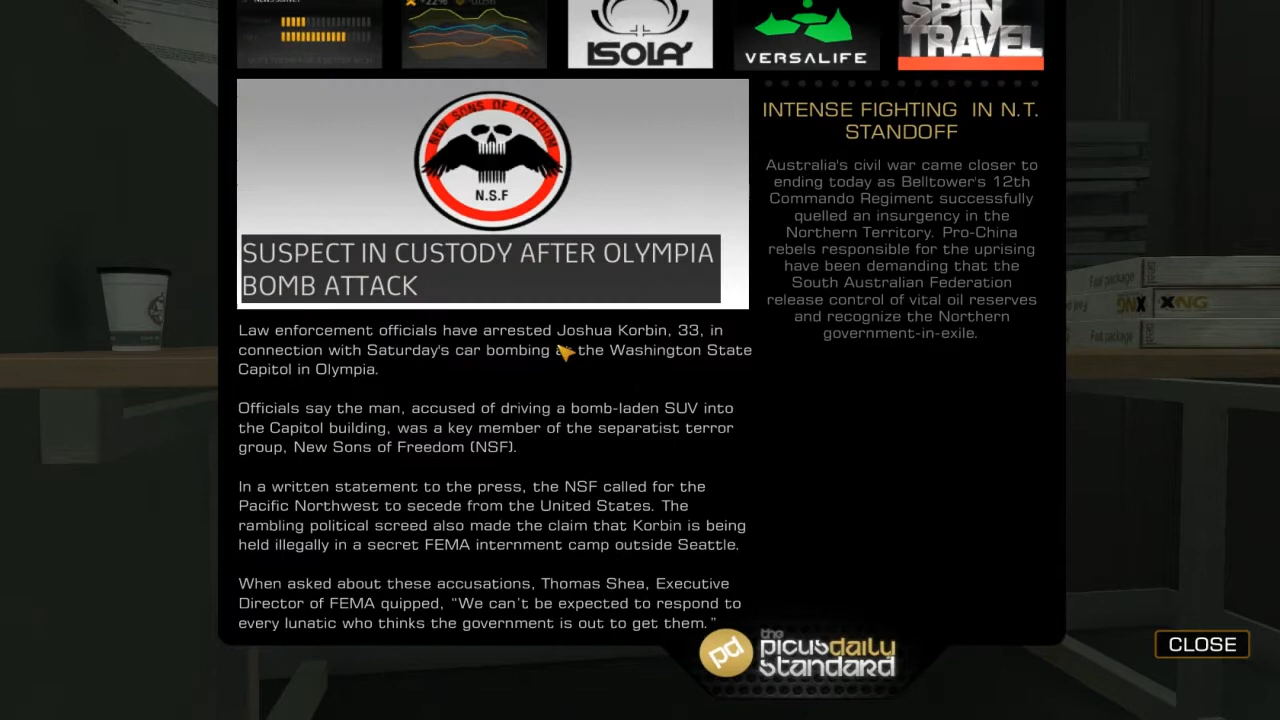 +22%
-0.056
ISOLAY
VERSALIFE
SPIN
TRAVEL
NEW SONS OF FREEDOM
N.S.F
SUSPECT IN CUSTODY AFTER OLYMPIA
BOMB ATTACK
Law enforcement officials have arrested Joshua Korbin, 33, in
connection with Saturday's car bombing the Washington State
Capitol in Olympia.
Officials say the man, accused of driving a bomb-laden SUV into
the Capitol building, was a key member of the separatist terror
group, New Sons of Freedom (NSF).
In a written statement to the press, the NSF called for the
Pacific Northwest to secede from the United States. The
rambling political screed also made the claim that Korbin is being
held illegally in a secret FEMA internment camp outside Seattle.
When asked about these accusations, Thomas Shea, Executive
Director of FEMA quipped, “We can't be expected to respond to
every lunatic who thinks the government is out to get them.”
INTENSE FIGHTING IN N.T.
STANDOFF
Australia's civil war came closer to
ending today as Belltower's 12th
Commando Regiment successfully
quelled an insurgency in the
Northern Territory. Pro-China
rebels responsible for the uprising
have been demanding that the
South Australian Federation
release control of vital oil reserves
and recognize the Northern
government-in-exile.
XNG
pd
the
picusdaily
standard
CLOSE